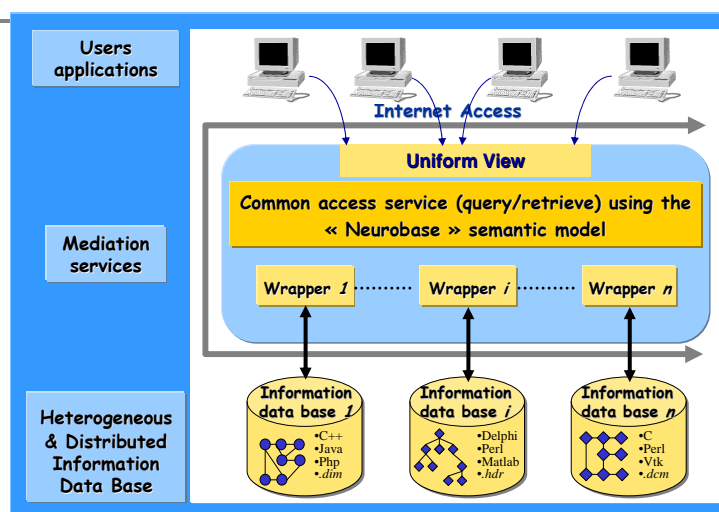 Users
applications
Internet Access
Uniform View
Common access service (query/retrieve) using the
« Neurobase » semantic model
Mediation
services
Wrapper 1 .......... Wrapper i ........... Wrapper n
Heterogeneous
& Distributed
Information
Data Base
Information
data base 1
•C++
•Java
•Php
•.dim
Information
data base i
•Delphi
•Perl
•Matlab
•.hdr
Information
data base n
•C
•Perl
•Vtk
•.dcm